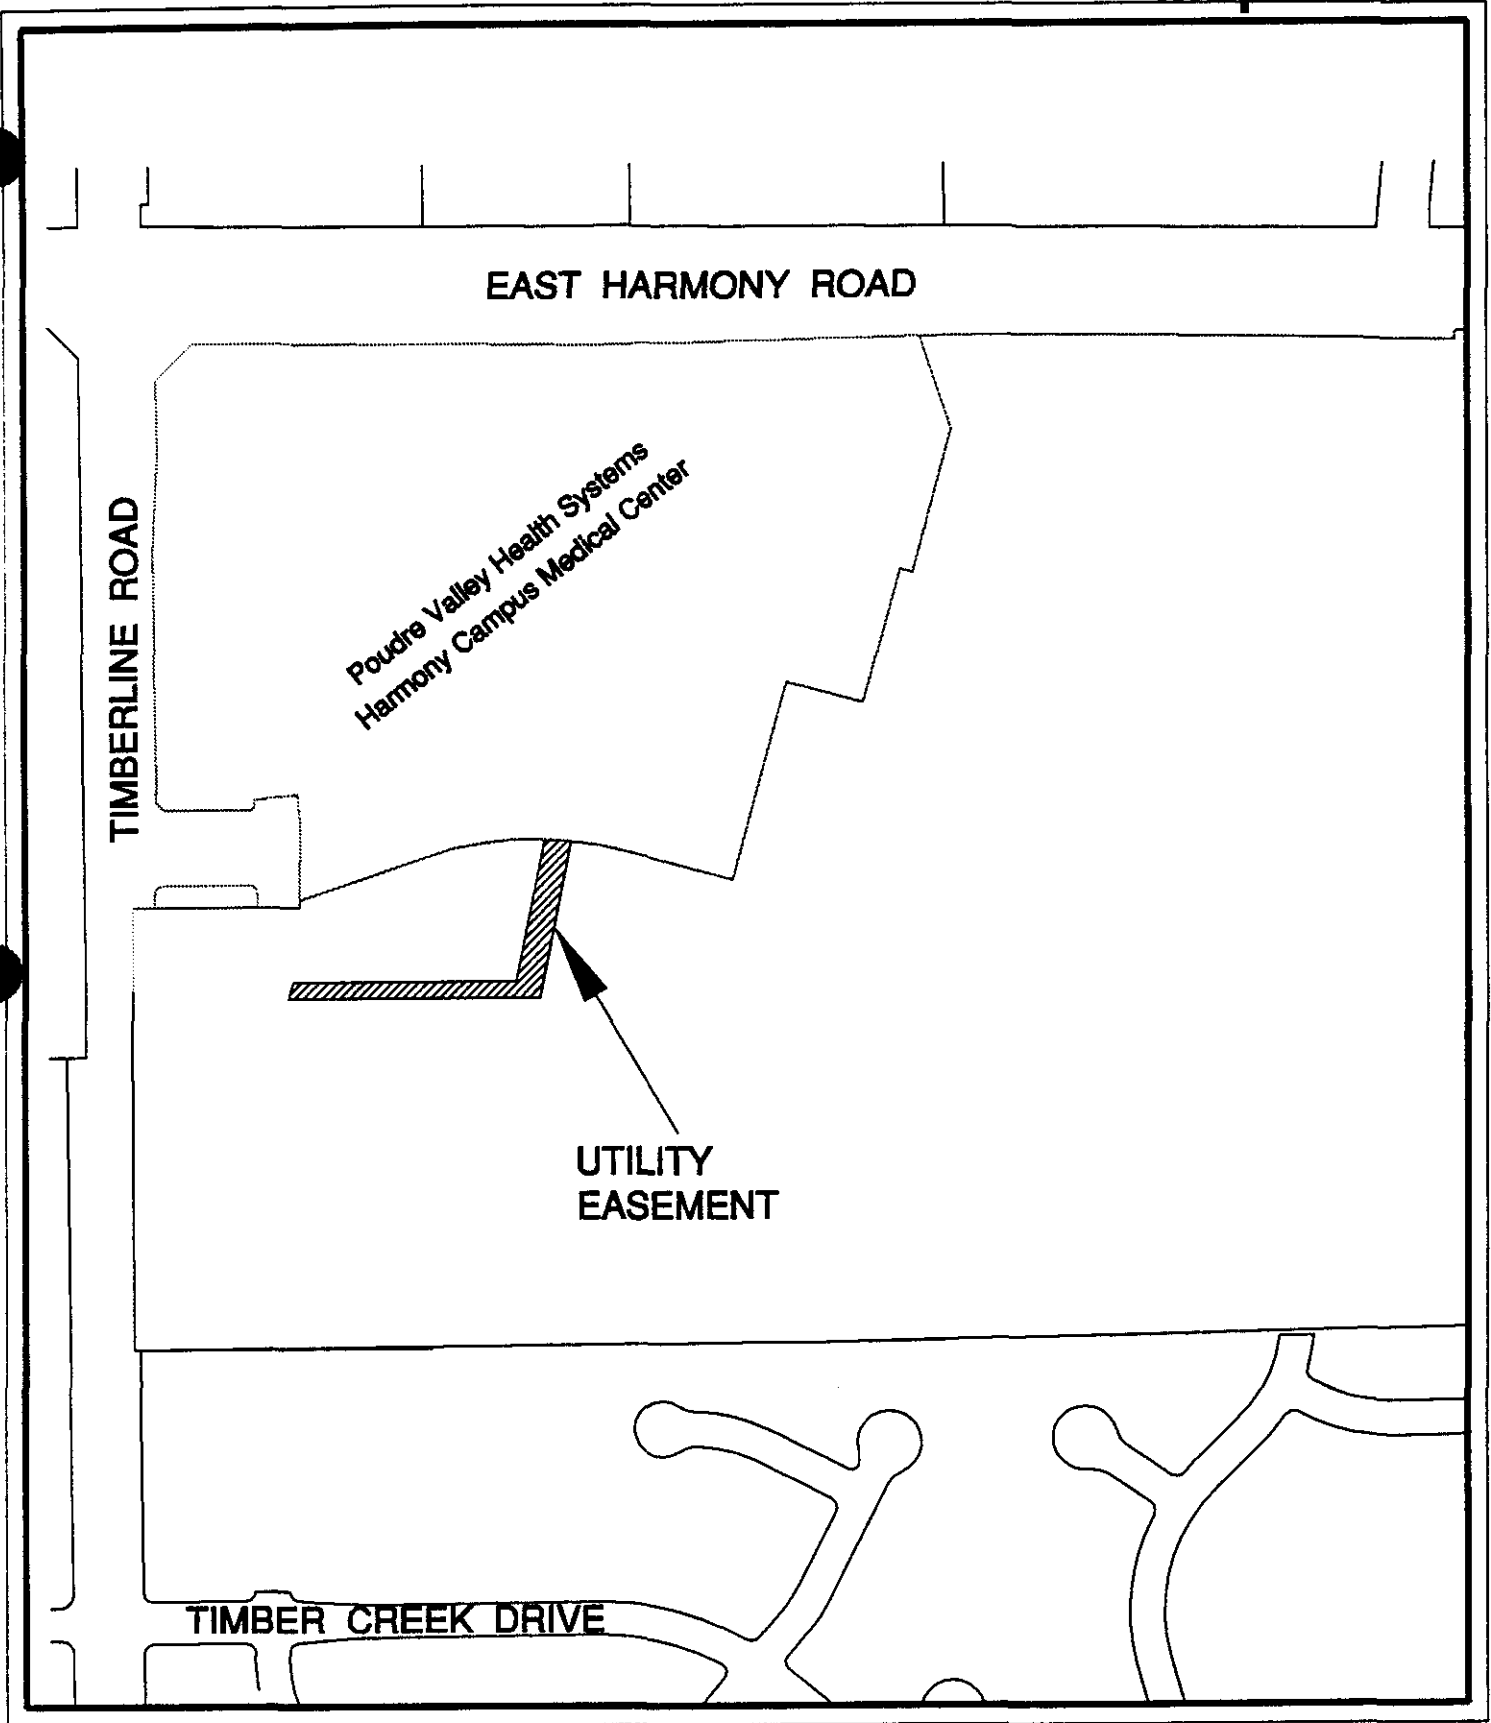 EAST HARMONY ROAD
Poudre Valley Health Systems
Harmony Campus Medical Center
TIMBERLINE ROAD
UTILITY
EASEMENT
TIMBER CREEK DRIVE